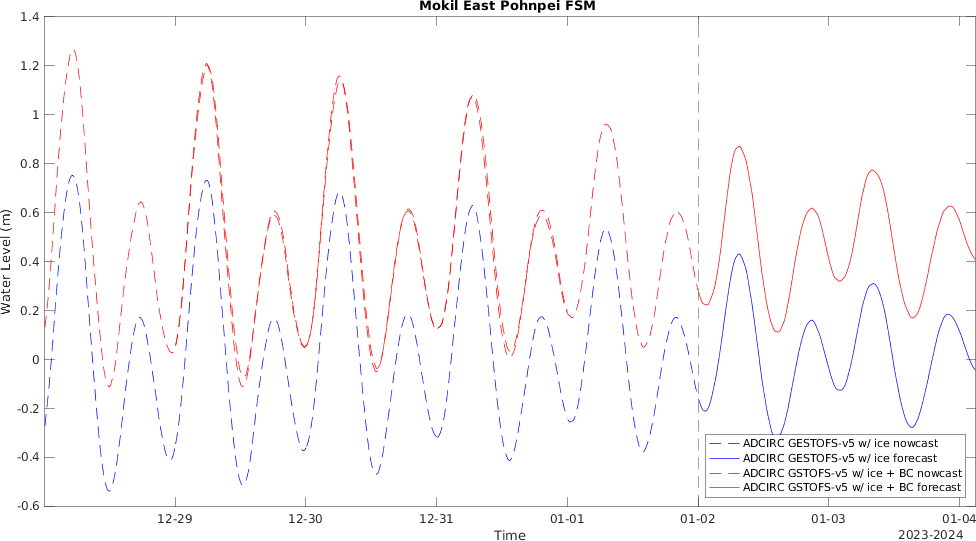 Mokil East Pohnpei FSM
1.4
1.2
1
0.8
0.6
0.4
0.2
0
-0.2
-0.4
-0.6
Water Level (m)
ADCIRC GESTOFS-v5 w/ ice nowcast
ADCIRC GESTOFS-v5 w/ ice forecast
ADCIRC GSTOFS-v5 w/ ice + BC nowcast
ADCIRC GSTOFS-v5 w/ ice + BC forecast
12-29 12-30 12-31 01-01 01-02 01-03 01-04
Time
2023-2024